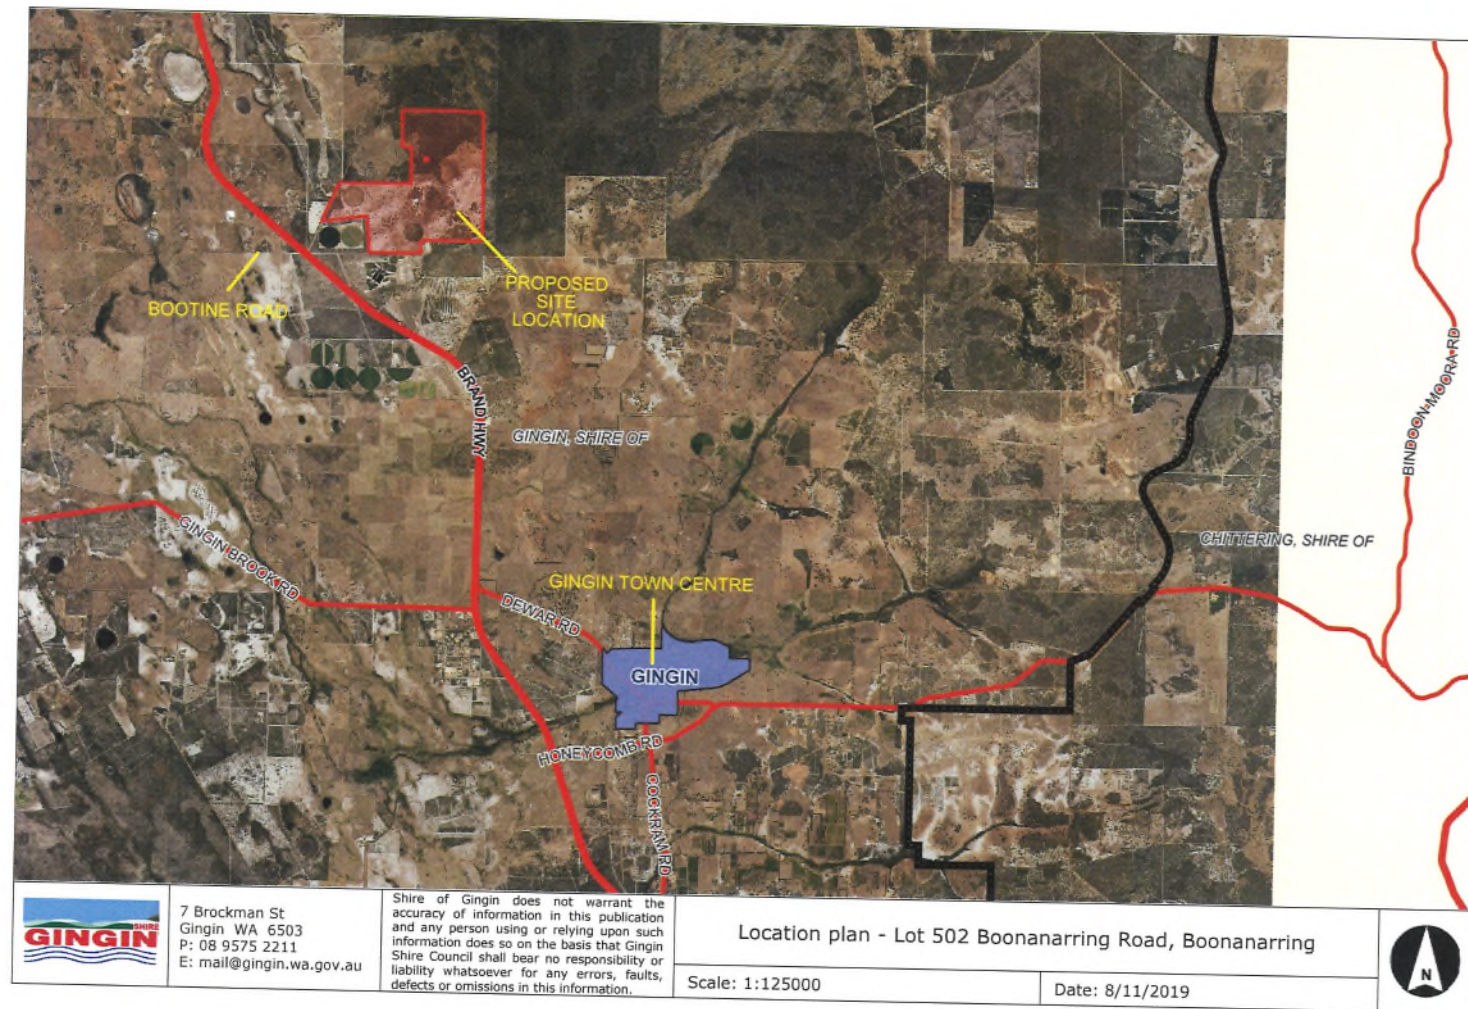 BOOTINE ROAD
PROPOSED
SITE
LOCATION
BRAND HWY
GINGIN, SHIRE OF
BINDOON-MOORA RD
CHITTERING, SHIRE OF
GINGIN BROOK RD
GINGIN TOWN CENTRE
DEWAR RD
GINGIN
HONEYCOMB RD
COCKRAM RD
SHIRE
GINGIN
7 Brockman St
Gingin WA 6503
P: 08 9575 2211
E: mail@gingin.wa.gov.au
Shire of Gingin does not warrant the
accuracy of information in this publication
and any person using or relying upon such
information does so on the basis that Gingin
Shire Council shall bear no responsibility or
liability whatsoever for any errors, faults,
defects or omissions in this information.
Location plan - Lot 502 Boonanarring Road, Boonanarring
Scale: 1:125000
Date: 8/11/2019
N